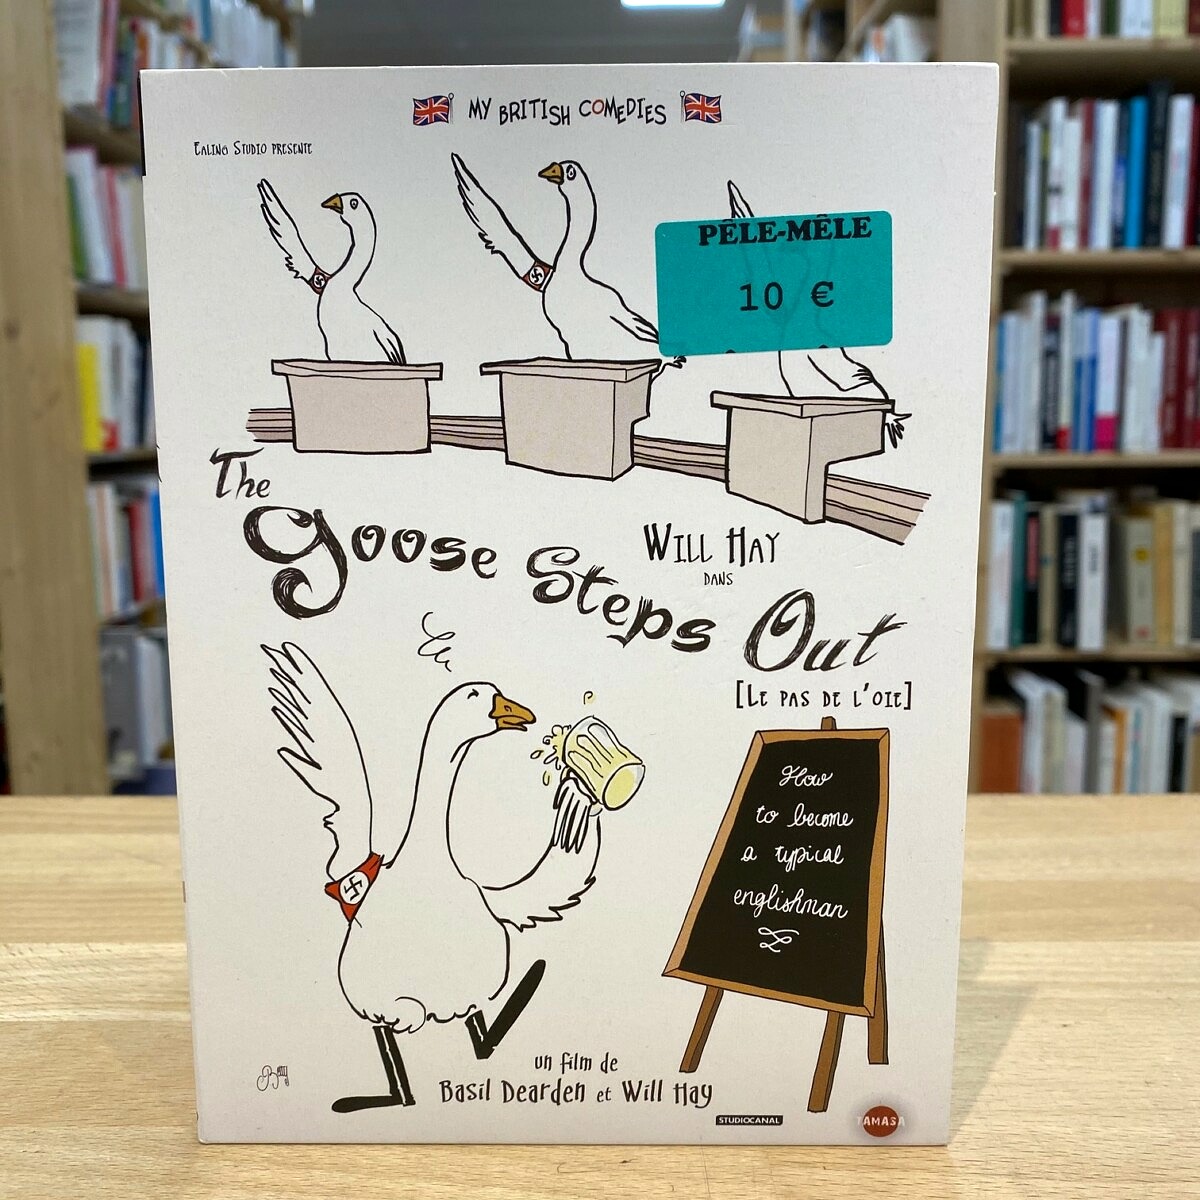 MY BRITISH COMEDIES
EALING STUDIO PRESENTE
PÊLE-MÊLE
10 €
The
Goose Steps Out
WILL HAY
DANS
[LE PAS DE L'OIE]
How
to become
a typical
englishman
un film de
Basil Dearden et Will Hay
STUDIOCANAL
TAMASA